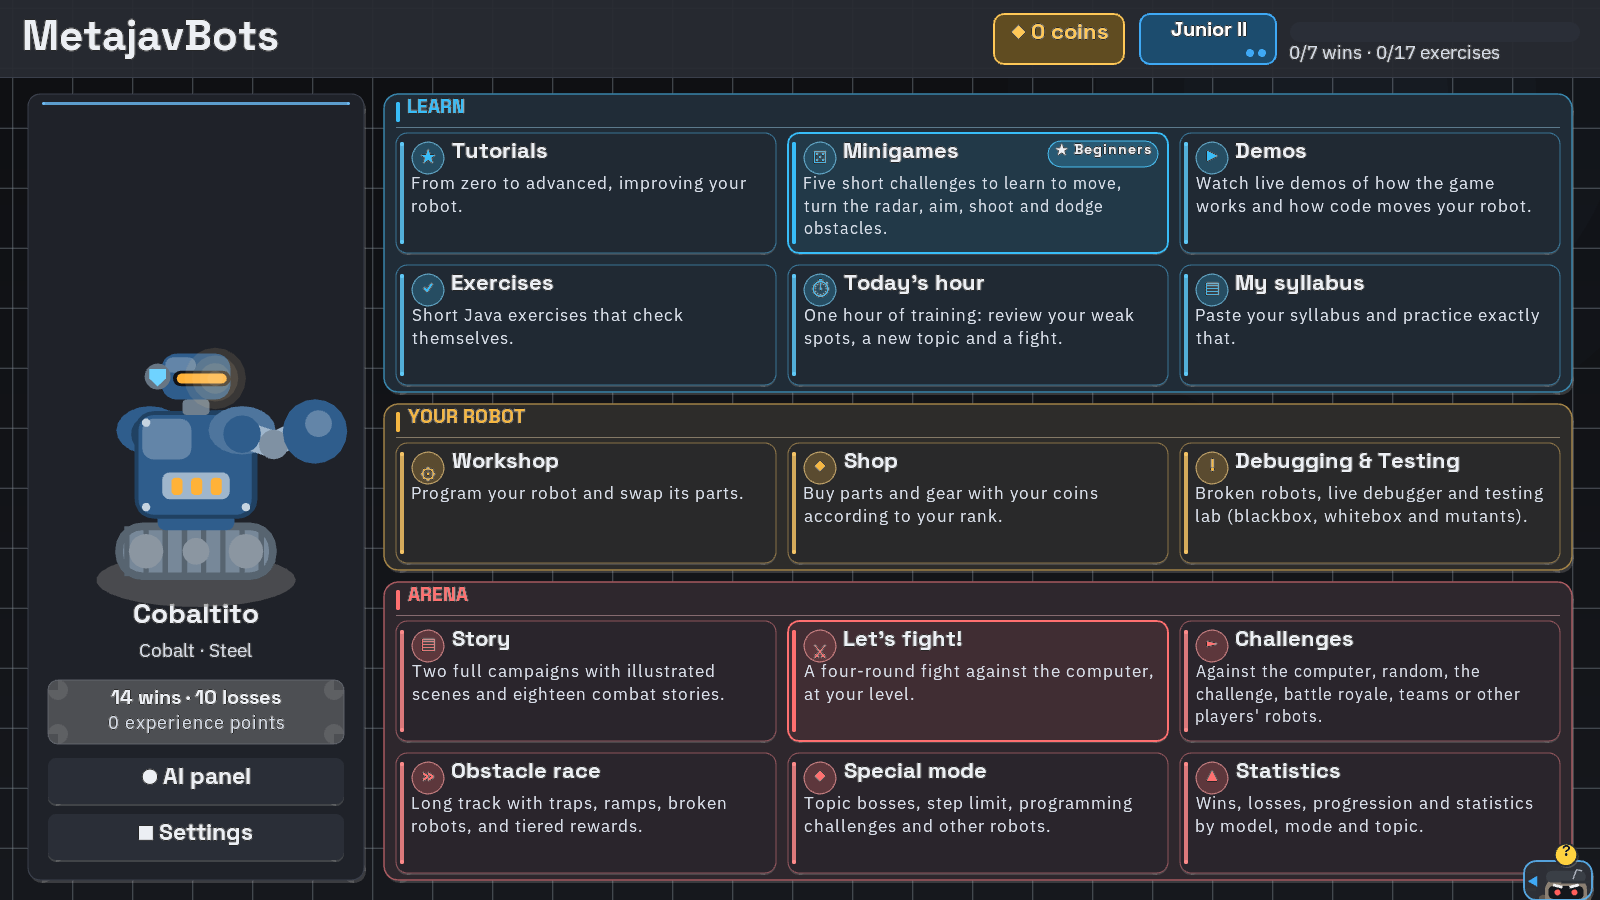 MetajavBots
◆ 0 coins
Junior II
0/7 wins · 0/17 exercises
LEARN
Tutorials
From zero to advanced, improving your
robot.
Minigames
★ Beginners
Five short challenges to learn to move,
turn the radar, aim, shoot and dodge
obstacles.
Demos
Watch live demos of how the game
works and how code moves your robot.
Exercises
Short Java exercises that check
themselves.
Today's hour
One hour of training: review your weak
spots, a new topic and a fight.
My syllabus
Paste your syllabus and practice exactly
that.
YOUR ROBOT
Workshop
Program your robot and swap its parts.
Shop
Buy parts and gear with your coins
according to your rank.
Debugging & Testing
Broken robots, live debugger and testing
lab (blackbox, whitebox and mutants).
ARENA
Story
Two full campaigns with illustrated
scenes and eighteen combat stories.
Let's fight!
A four-round fight against the computer,
at your level.
Challenges
Against the computer, random, the
challenge, battle royale, teams or other
players' robots.
Obstacle race
Long track with traps, ramps, broken
robots, and tiered rewards.
Special mode
Topic bosses, step limit, programming
challenges and other robots.
Statistics
Wins, losses, progression and statistics
by model, mode and topic.
Cobaltito
Cobalt · Steel
14 wins · 10 losses
0 experience points
● AI panel
■ Settings
?